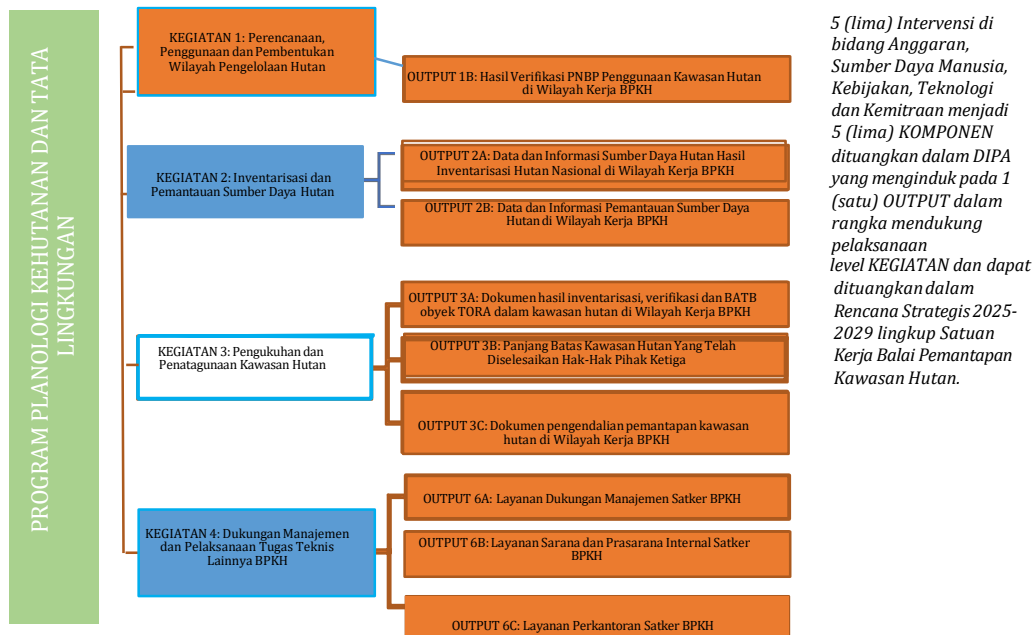 PROGRAM PLANOLOGI KEHUTANAN DAN TATA
LINGKUNGAN
KEGIATAN 1: Perencanaan,
Penggunaan dan Pembentukan
Wilayah Pengelolaan Hutan
OUTPUT 1B: Hasil Verifikasi PNBP Penggunaan Kawasan Hutan
di Wilayah Kerja BPKH
KEGIATAN 2: Inventarisasi dan
Pemantauan Sumber Daya Hutan
OUTPUT 2A: Data dan Informasi Sumber Daya Hutan Hasil
Inventarisasi Hutan Nasional di Wilayah Kerja BPKH
OUTPUT 2B: Data dan Informasi Pemantauan Sumber Daya
Hutan di Wilayah Kerja BPKH
KEGIATAN 3: Pengukuhan dan
Penatagunaan Kawasan Hutan
OUTPUT 3A: Dokumen hasil inventarisasi, verifikasi dan BATB
obyek TORA dalam kawasan hutan di Wilayah Kerja BPKH
OUTPUT 3B: Panjang Batas Kawasan Hutan Yang Telah
Diselesaikan Hak-Hak Pihak Ketiga
OUTPUT 3C: Dokumen pengendalian pemantapan kawasan
hutan di Wilayah Kerja BPKH
KEGIATAN 4: Dukungan Manajemen
dan Pelaksanaan Tugas Teknis
Lainnya BPKH
OUTPUT 6A: Layanan Dukungan Manajemen Satker BPKH
OUTPUT 6B: Layanan Sarana dan Prasarana Internal Satker
BPKH
OUTPUT 6C: Layanan Perkantoran Satker BPKH
5 (lima) Intervensi di
bidang Anggaran,
Sumber Daya Manusia,
Kebijakan, Teknologi
dan Kemitraan menjadi
5 (lima) KOMPONEN
dituangkan dalam DIPA
yang menginduk pada 1
(satu) OUTPUT dalam
rangka mendukung
pelaksanaan
level KEGIATAN dan dapat
dituangkan dalam
Rencana Strategis 2025-
2029 lingkup Satuan
Kerja Balai Pemantapan
Kawasan Hutan.